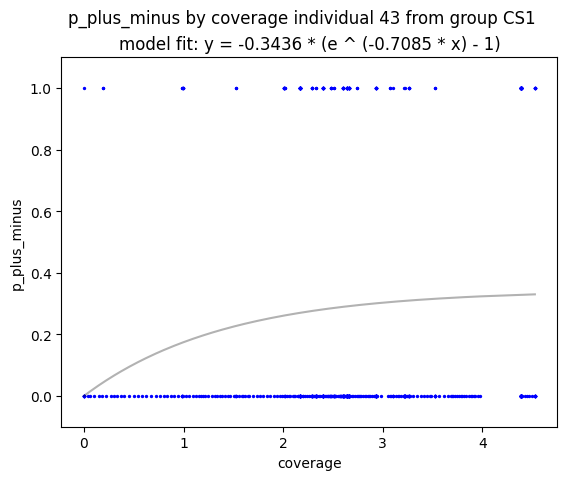 p_plus_minus by coverage individual 43 from group CS1
model fit: y = -0.3436 * (e ^ (-0.7085 * x) - 1)
1.0
0.8
0.6
0.4
0.2
0.0
p_plus_minus
0 1 2 3 4
coverage